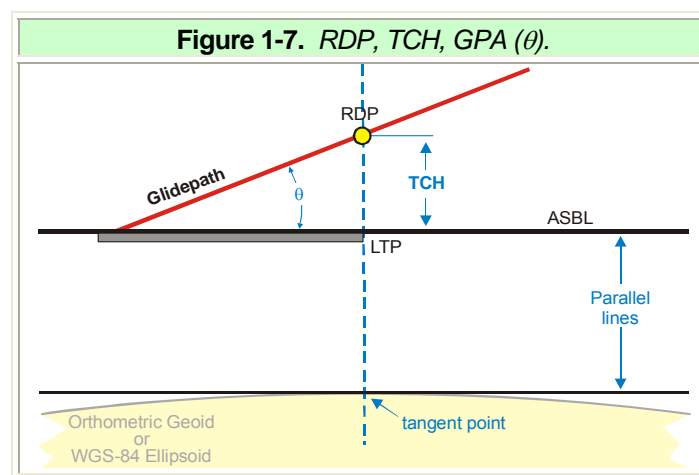 Figure 1-7. RDP, TCH, GPA (θ).
RDP
Glidepath
θ
TCH
ASBL
LTP
Parallel
lines
tangent point
Orthometric Geoid
or
WGS-84 Ellipsoid